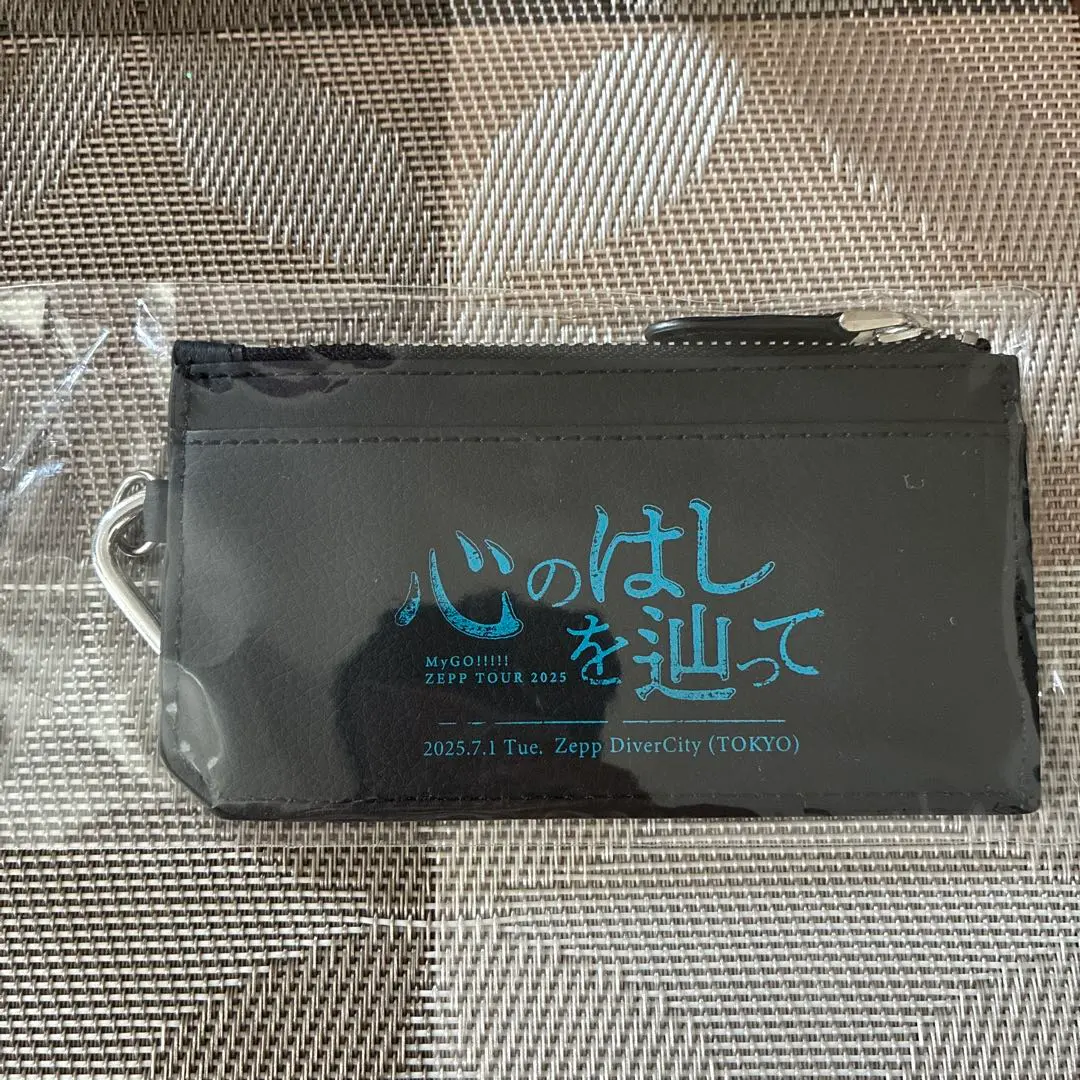 心のはし
を辿って
MyGO!!!!!
ZEPP TOUR 2025
2025.7.1 Tue. Zepp DiverCity (TOKYO)